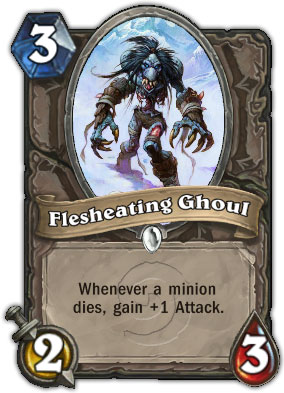 3
Flesheating Ghoul
Whenever a minion
dies, gain +1 Attack.
2
3